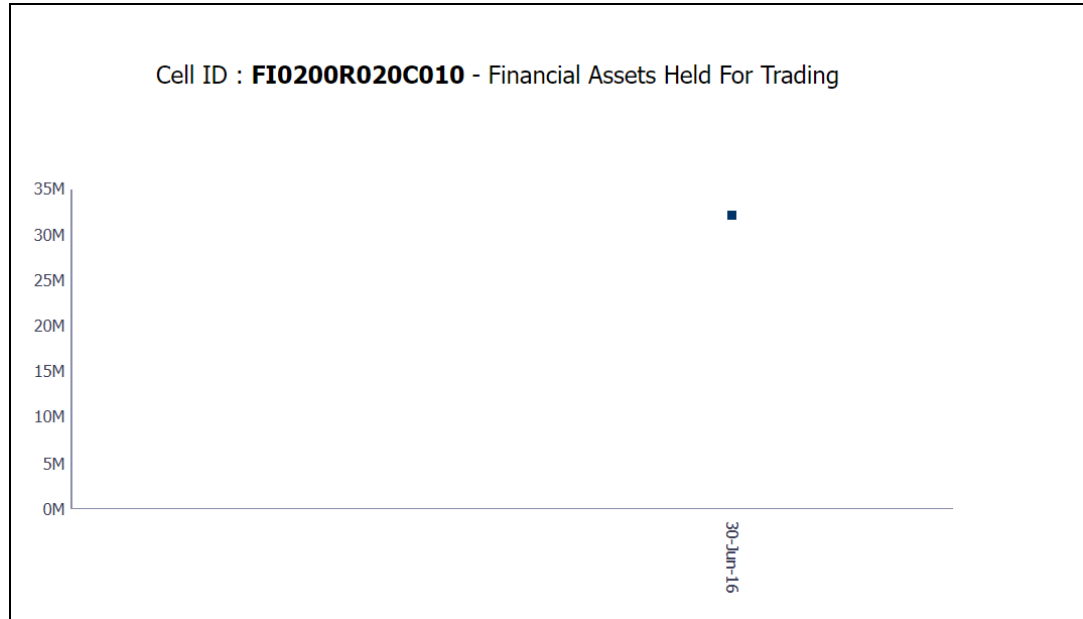 Cell ID : FI0200R020C010 - Financial Assets Held For Trading
35M
30M
25M
20M
15M
10M
5M
0M
30-Jun-16